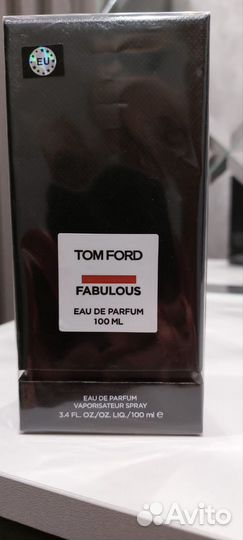 EU
TOM FORD
FABULOUS
EAU DE PARFUM
100 ML
EAU DE PARFUM
VAPORISATEUR SPRAY
3.4 FL. OZ./OZ. LIQ./100 ml ℮
Avito